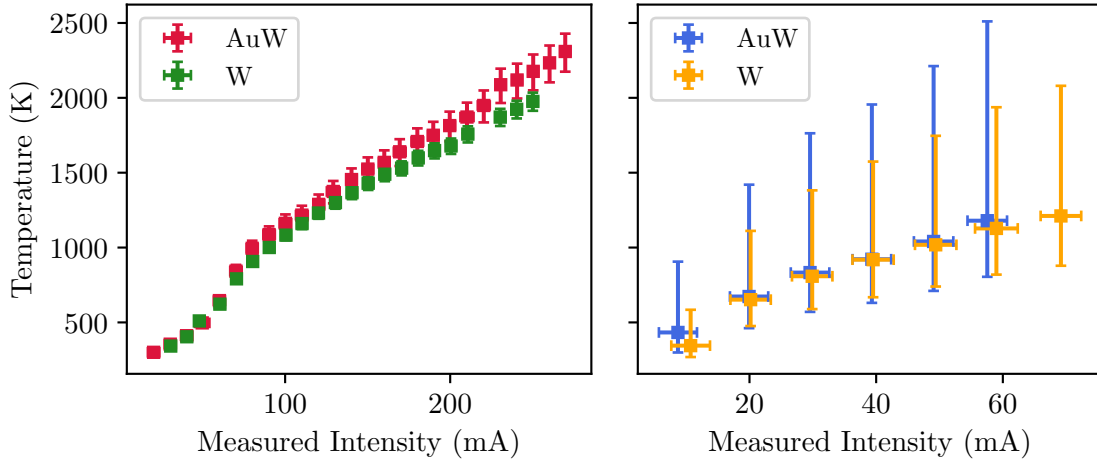 2500
2000
1500
1000
500
Temperature (K)
AuW
W
100
200
Measured Intensity (mA)
AuW
W
20
40
60
Measured Intensity (mA)